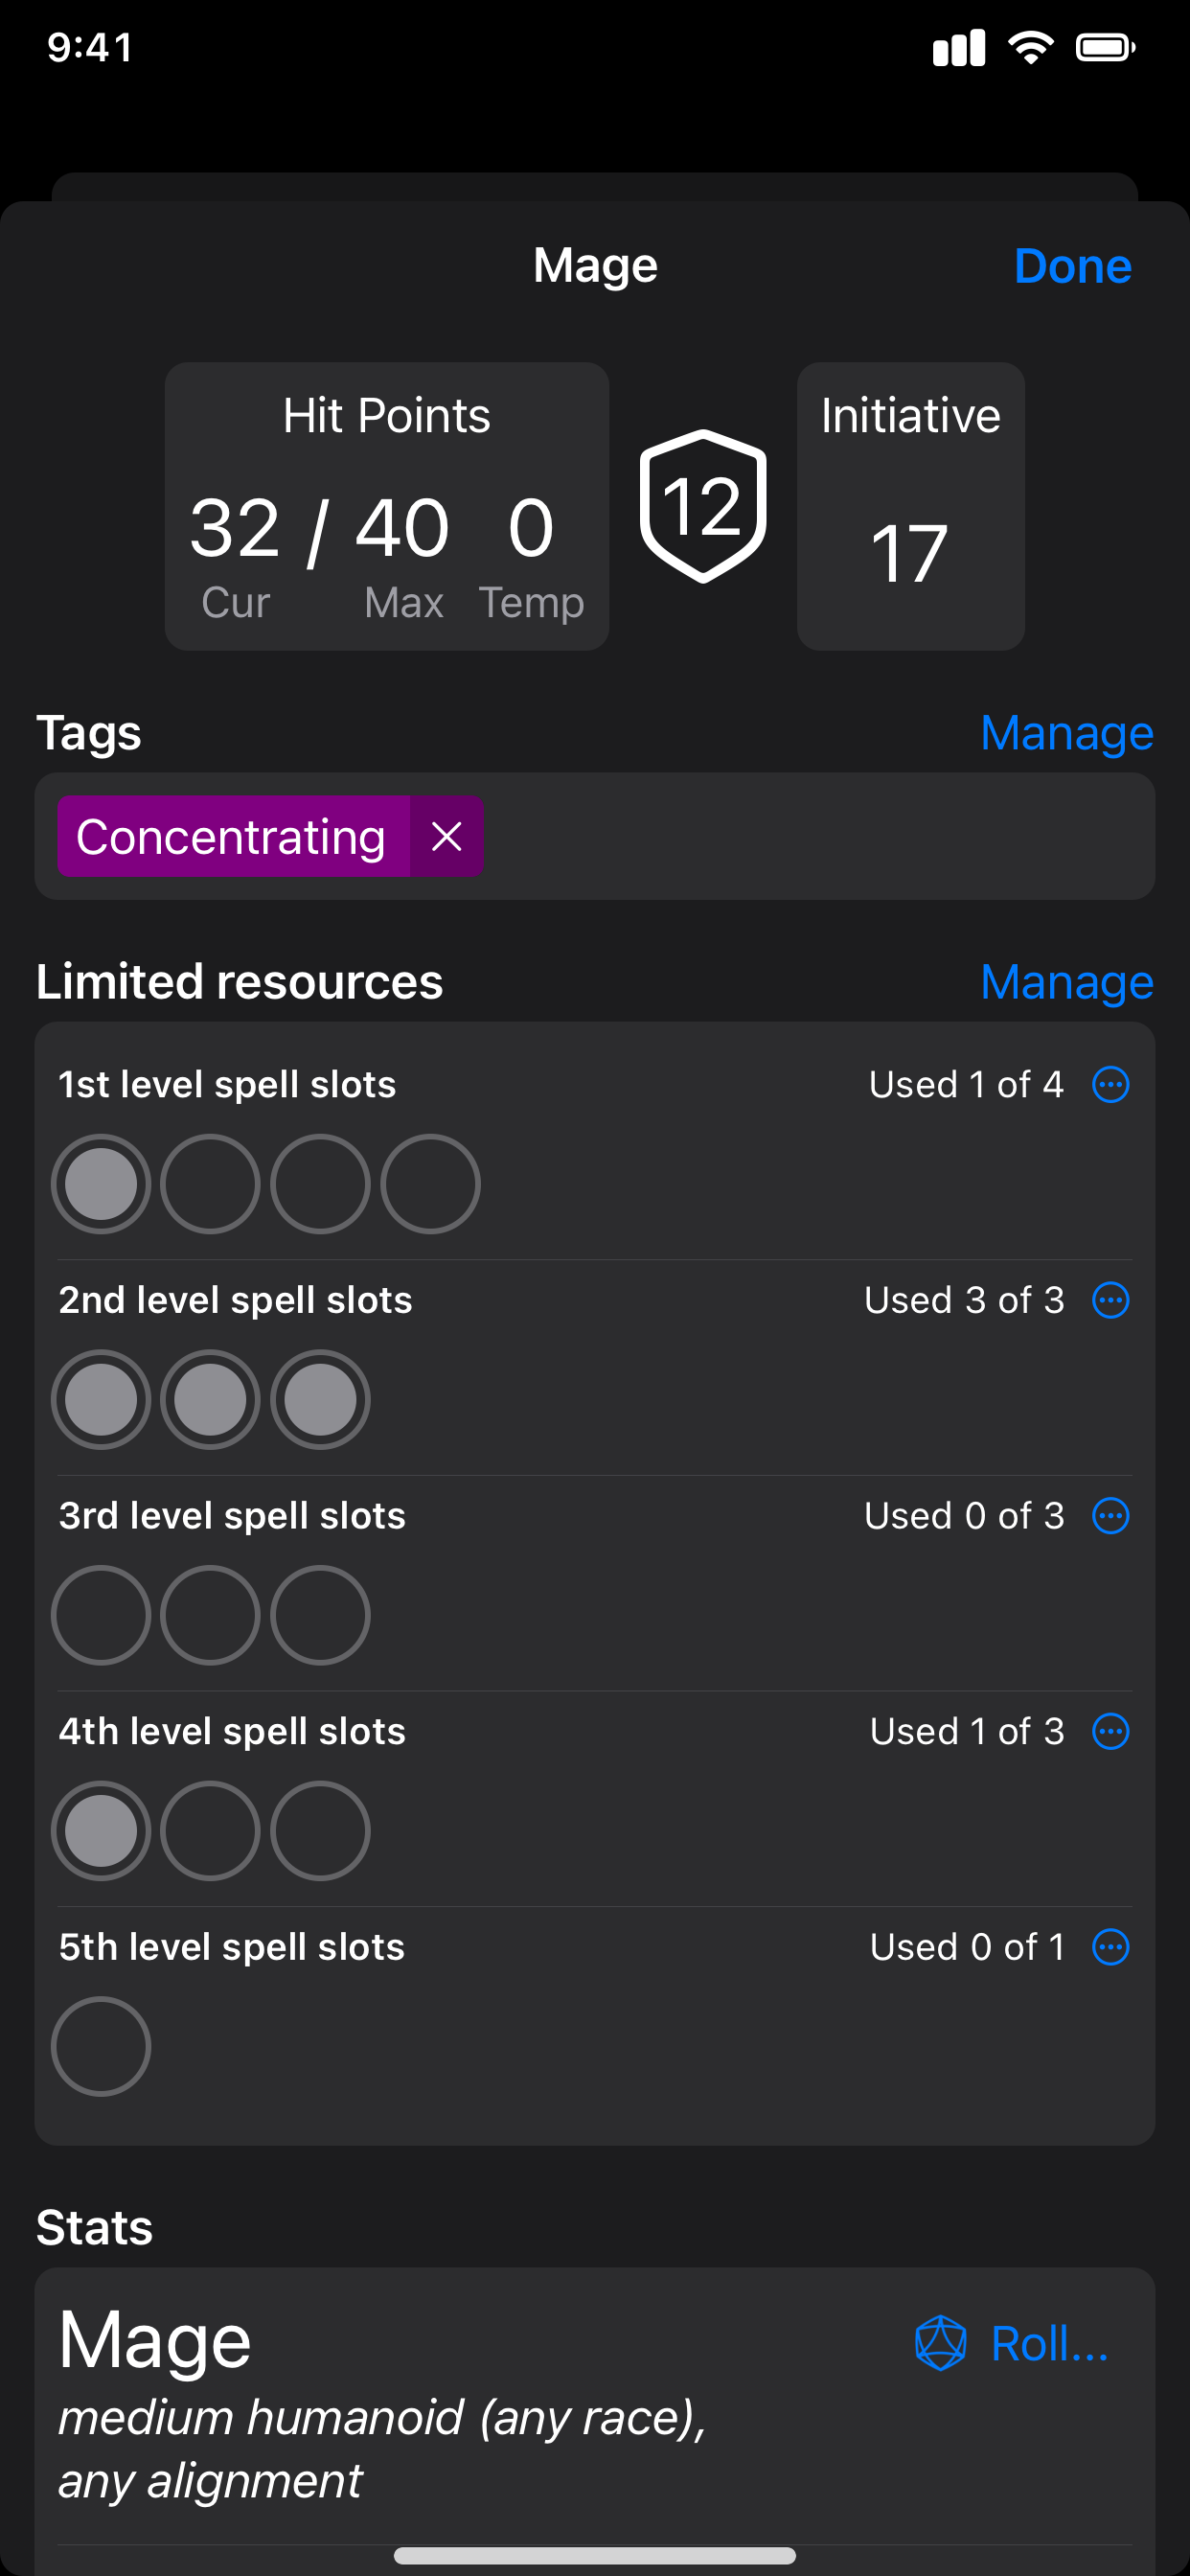 9:41
Mage
Done
Hit Points
32 / 40 0
Cur Max Temp
12
Initiative
17
Tags
Manage
Concentrating
Limited resources
Manage
1st level spell slots
Used 1 of 4
2nd level spell slots
Used 3 of 3
3rd level spell slots
Used 0 of 3
4th level spell slots
Used 1 of 3
5th level spell slots
Used 0 of 1
Stats
Mage
Roll...
medium humanoid (any race),
any alignment